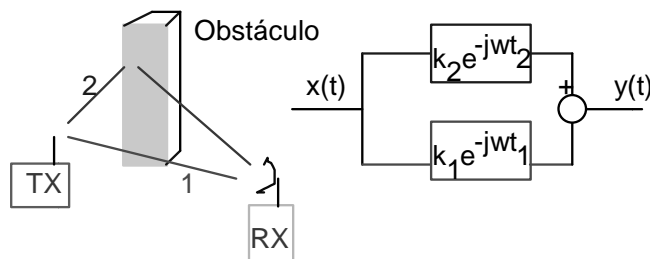 Obstáculo
2
TX
1
RX
x(t)
k2e-jwt2
k1e-jwt1
+
y(t)